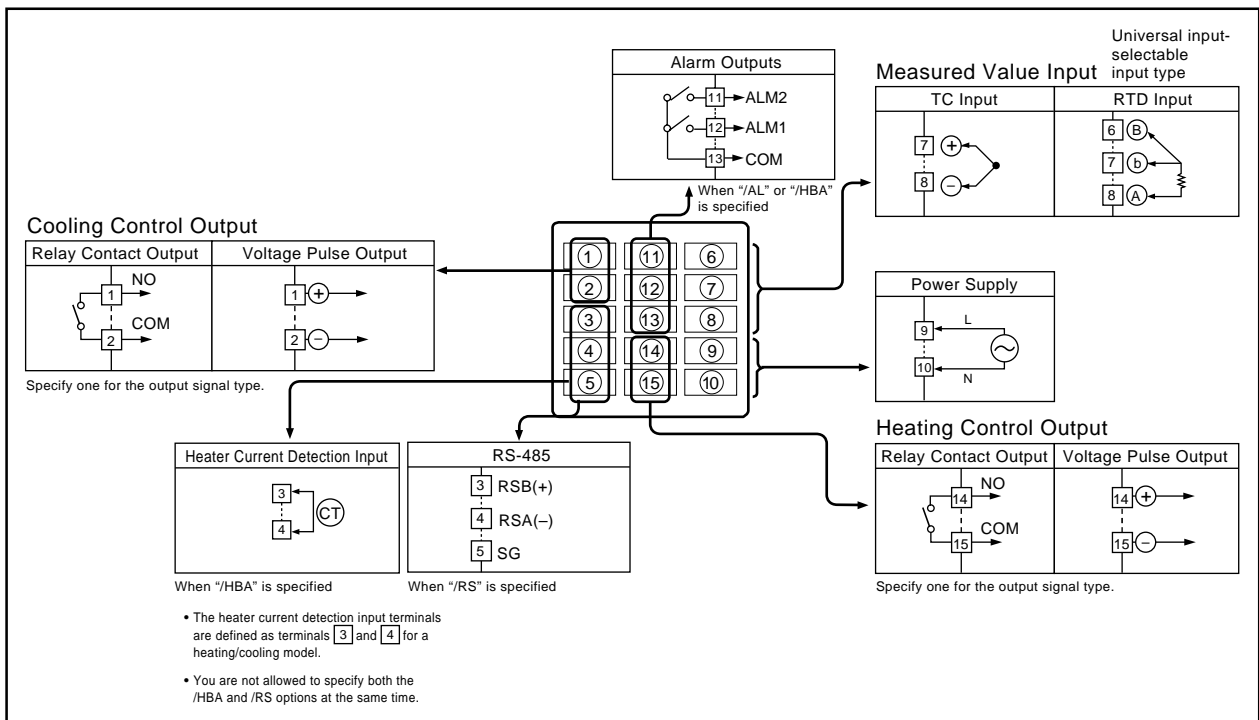 Alarm Outputs
11 ALM2
12 ALM1
13 COM
When “/AL” or “/HBA”
is specified
Universal input-
selectable
input type
Measured Value Input
TC Input
7 +
8 −
RTD Input
6 B
7 b
8 A
Cooling Control Output
Relay Contact Output
1 NO
2 COM
Voltage Pulse Output
1 +
2 −
Specify one for the output signal type.
1 11 6
2 12 7
3 13 8
4 14 9
5 15 10
Power Supply
9 L
10 N
Heating Control Output
Relay Contact Output
14 NO
15 COM
Voltage Pulse Output
14 +
15 −
Specify one for the output signal type.
Heater Current Detection Input
3
CT
4
When “/HBA” is specified
RS-485
3 RSB(+)
4 RSA(−)
5 SG
When “/RS” is specified
• The heater current detection input terminals
are defined as terminals 3 and 4 for a
heating/cooling model.
• You are not allowed to specify both the
/HBA and /RS options at the same time.